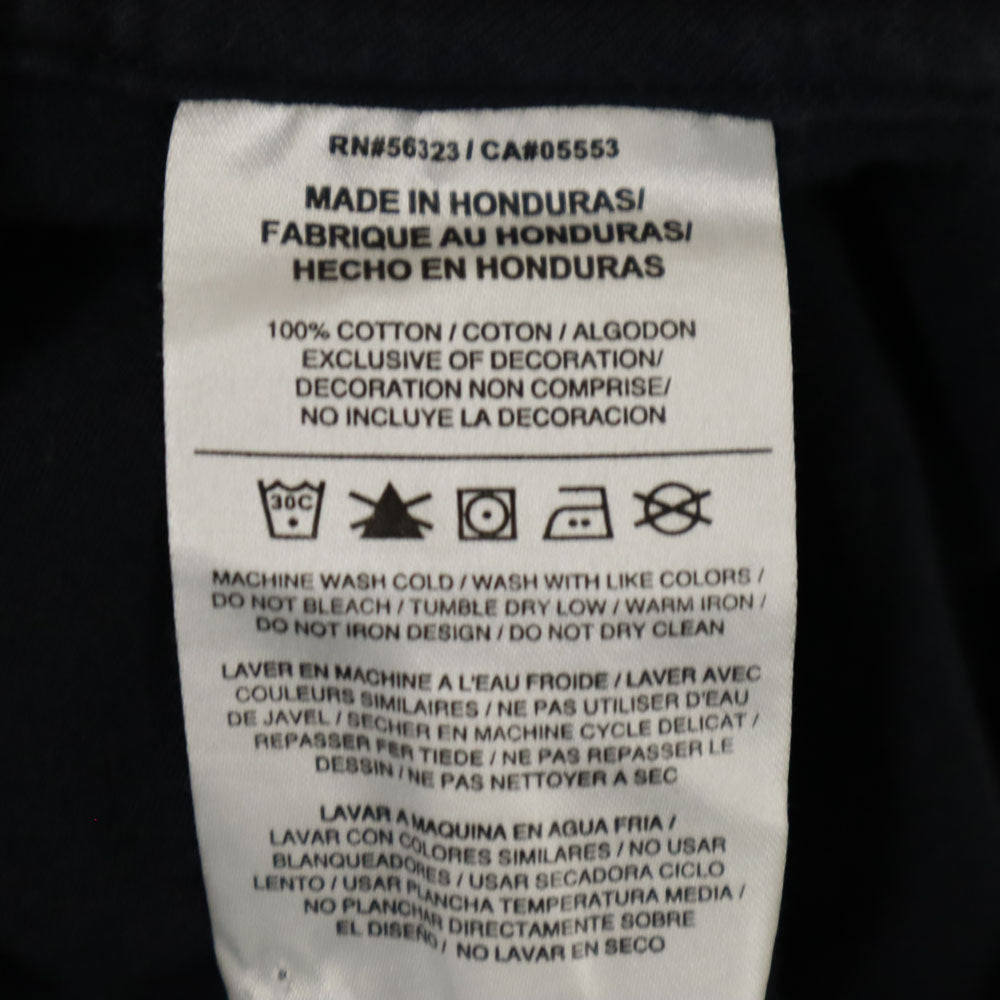 RN#56323 / CA#05553
MADE IN HONDURAS/
FABRIQUE AU HONDURAS/
HECHO EN HONDURAS
100% COTTON / COTON / ALGODON
EXCLUSIVE OF DECORATION/
DECORATION NON COMPRISE/
NO INCLUYE LA DECORACION
30C
MACHINE WASH COLD / WASH WITH LIKE COLORS /
DO NOT BLEACH / TUMBLE DRY LOW / WARM IRON /
DO NOT IRON DESIGN / DO NOT DRY CLEAN
LAVER EN MACHINE A L'EAU FROIDE / LAVER AVEC
COULEURS SIMILAIRES / NE PAS UTILISER D'EAU
DE JAVEL / SECHER EN MACHINE CYCLE DELICAT /
REPASSER FER TIEDE / NE PAS REPASSER LE
DESSIN / NE PAS NETTOYER A SEC
LAVAR A MAQUINA EN AGUA FRIA /
LAVAR CON COLORES SIMILARES / NO USAR
BLANQUEADORES / USAR SECADORA CICLO
LENTO / USAR PLANCHA TEMPERATURA MEDIA /
NO PLANCHAR DIRECTAMENTE SOBRE
EL DISEÑO / NO LAVAR EN SECO